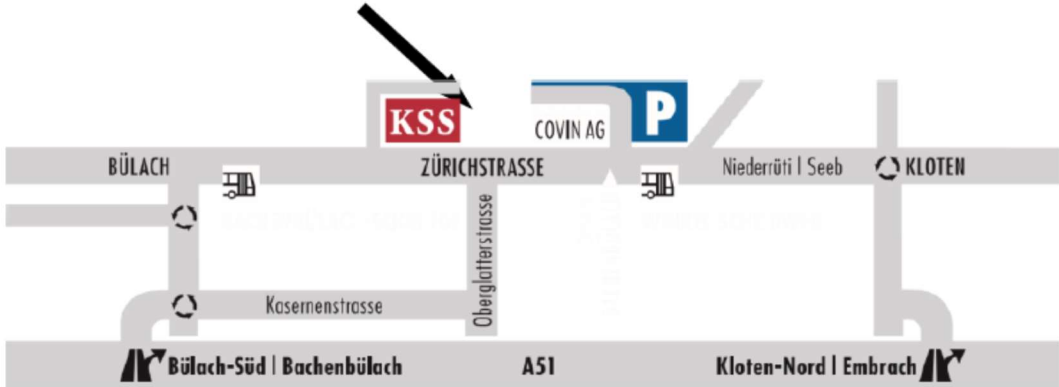 KSS
COVIN AG
P
BÜLACH
ZÜRICHSTRASSE
Niederrüti | Seeb
KLOTEN
Oberglatterstrasse
Kasernenstrasse
Bülach-Süd | Bachenbülach
A51
Kloten-Nord | Embrach